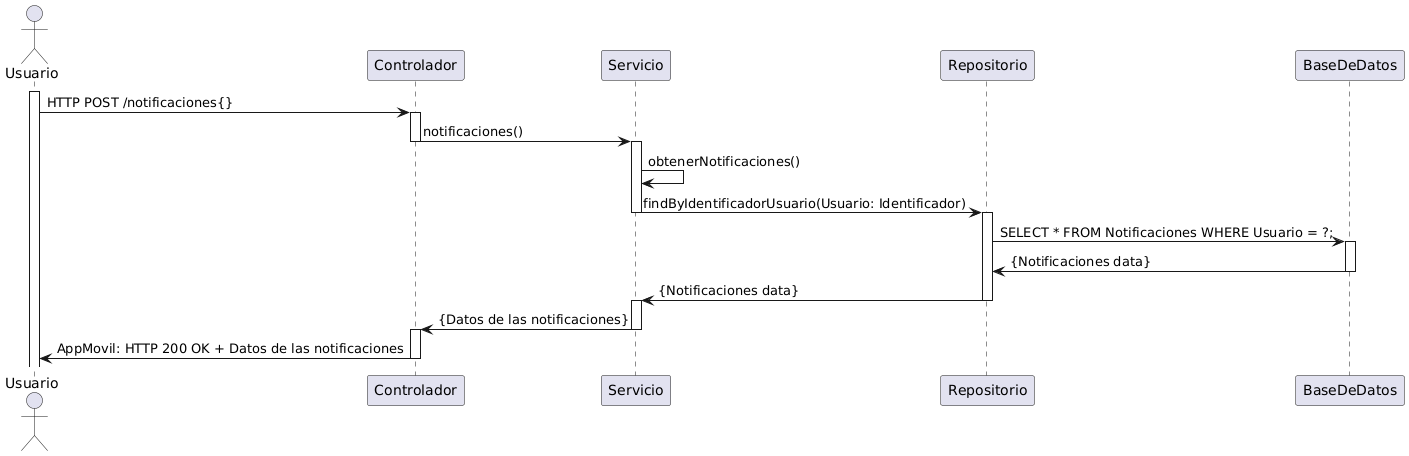 Usuario
Controlador
Servicio
Repositorio
BaseDeDatos
HTTP POST /notificaciones{}
notificaciones()
obtenerNotificaciones()
findByIdentificadorUsuario(Usuario: Identificador)
SELECT * FROM Notificaciones WHERE Usuario = ?;
{Notificaciones data}
{Notificaciones data}
{Datos de las notificaciones}
AppMovil: HTTP 200 OK + Datos de las notificaciones
Usuario
Controlador
Servicio
Repositorio
BaseDeDatos